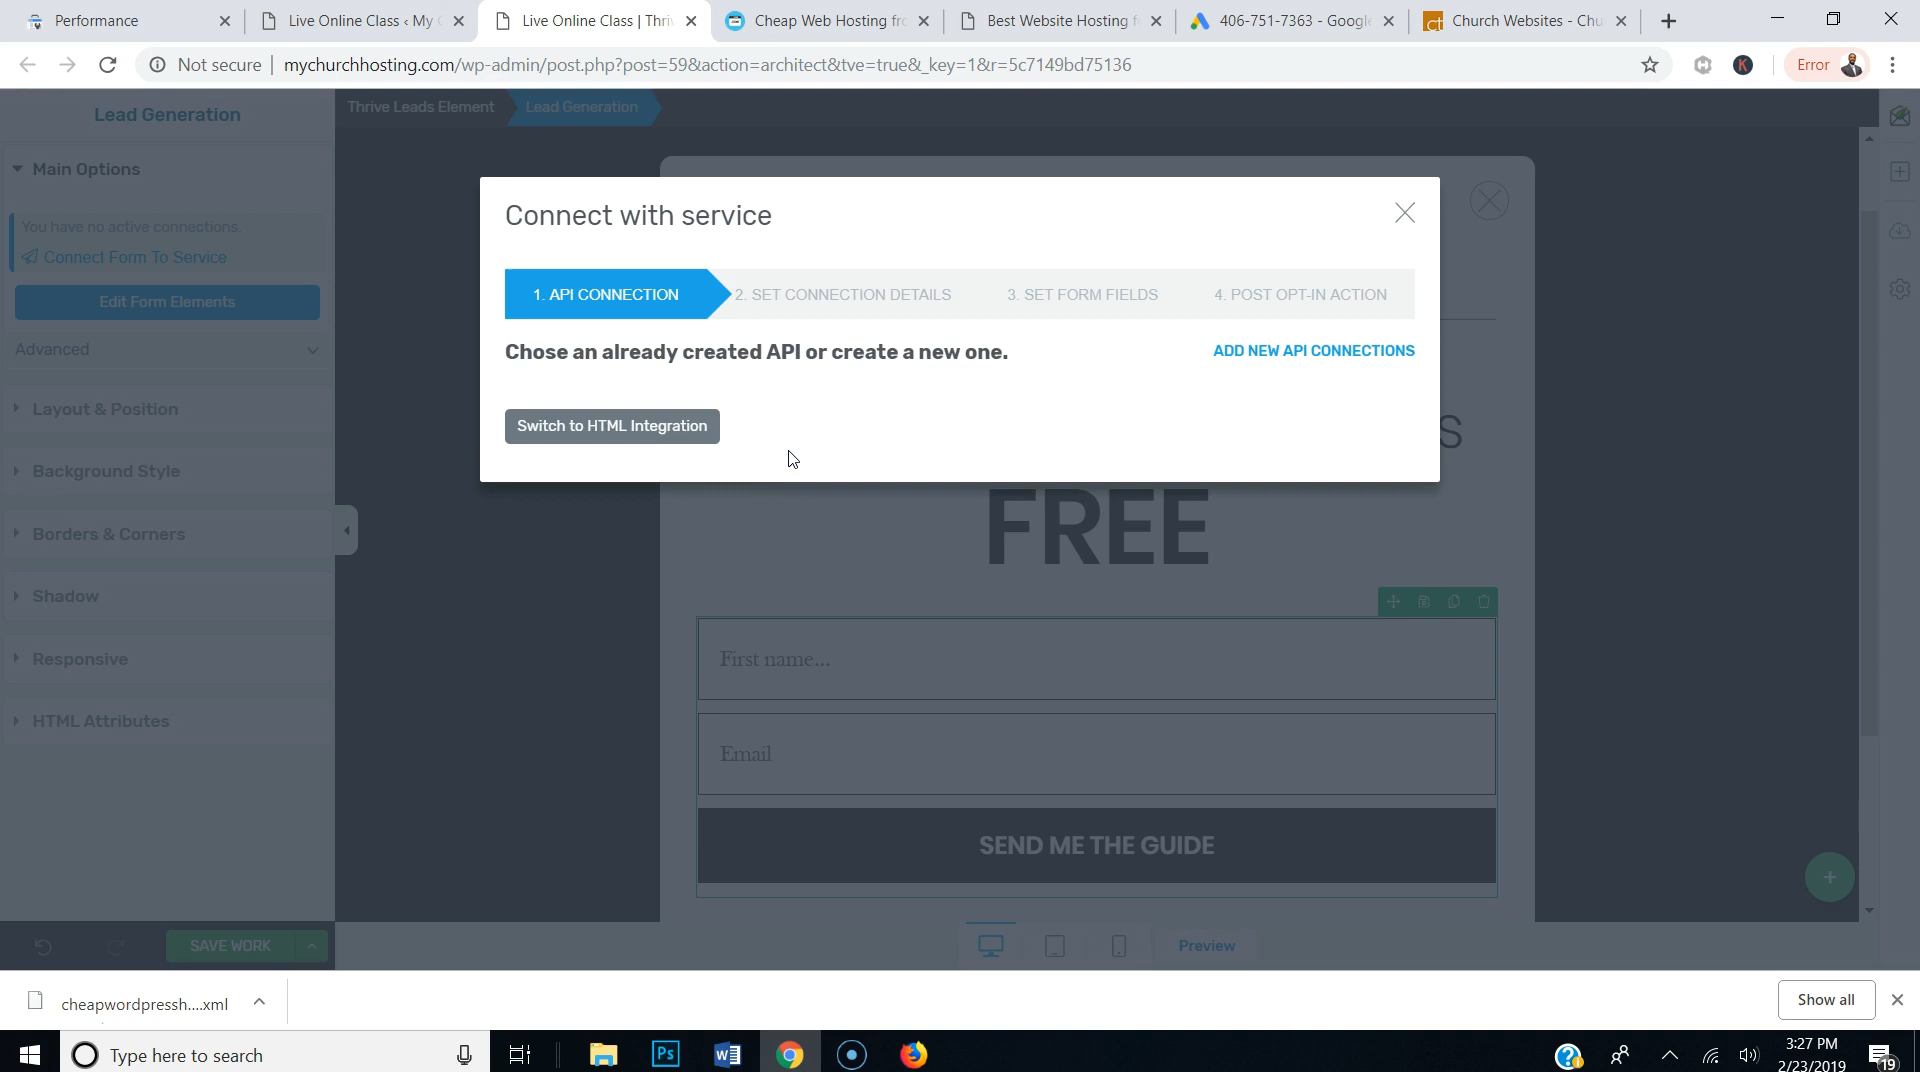 Performance
Live Online Class ‹ My C
Live Online Class | Thriv
Cheap Web Hosting fro
Best Website Hosting f
406-751-7363 - Google
Church Websites - Chu
Not secure
mychurchhosting.com/wp-admin/post.php?post=59&action=architect&tve=true&_key=1&r=5c7149bd75136
K
Error
Lead Generation
Thrive Leads Element
Lead Generation
Main Options
You have no active connections.
Connect Form To Service
Edit Form Elements
Advanced
Layout & Position
Background Style
Borders & Corners
Shadow
Responsive
HTML Attributes
Connect with service
1. API CONNECTION
2. SET CONNECTION DETAILS
3. SET FORM FIELDS
4. POST OPT-IN ACTION
Chose an already created API or create a new one.
ADD NEW API CONNECTIONS
Switch to HTML Integration
S
FREE
First name...
Email
SEND ME THE GUIDE
SAVE WORK
Preview
cheapwordpressh....xml
Show all
Type here to search
Ps
3:27 PM
2/23/2019
19